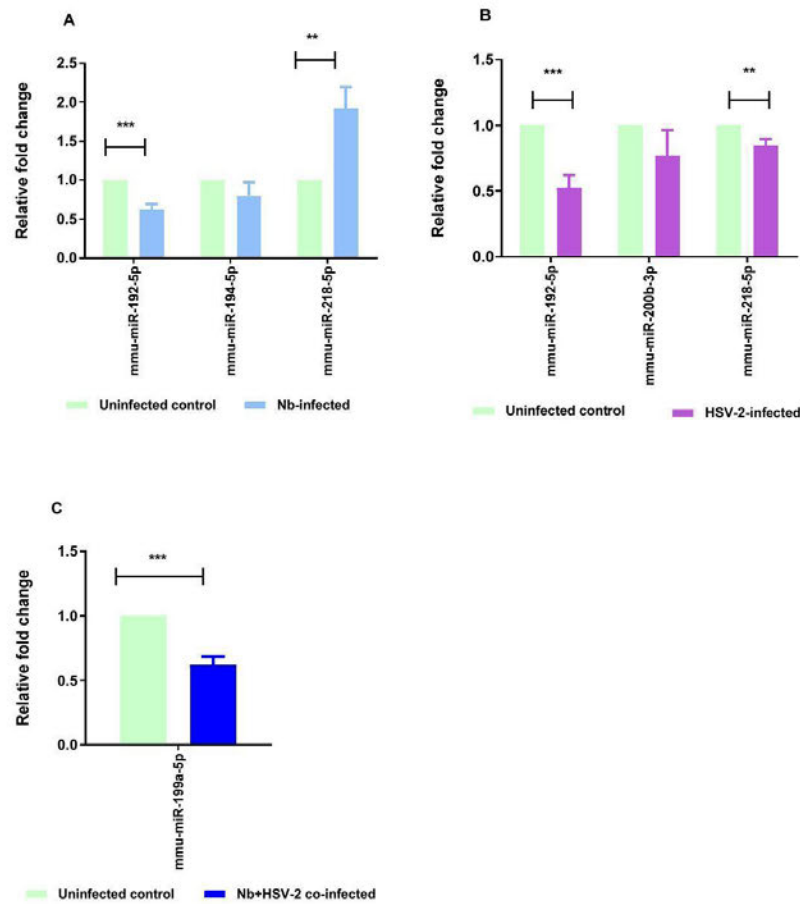 A
Relative fold change
2.5
2.0
1.5
1.0
0.5
0.0
***
**
mmu-miR-192-5p
mmu-miR-194-5p
mmu-miR-218-5p
Uninfected control
Nb-infected
B
Relative fold change
1.5
1.0
0.5
0.0
***
**
mmu-miR-192-5p
mmu-miR-200b-3p
mmu-miR-218-5p
Uninfected control
HSV-2-infected
C
Relative fold change
1.5
1.0
0.5
0.0
***
mmu-miR-199a-5p
Uninfected control
Nb+HSV-2 co-infected